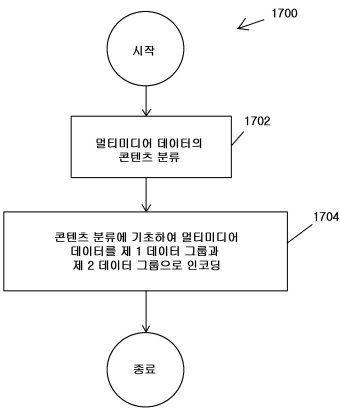 1700
시작
1702
멀티미디어 데이터의
콘텐츠 분류
1704
콘텐츠 분류에 기초하여 멀티미디어
데이터를 제 1 데이터 그룹과
제 2 데이터 그룹으로 인코딩
종료